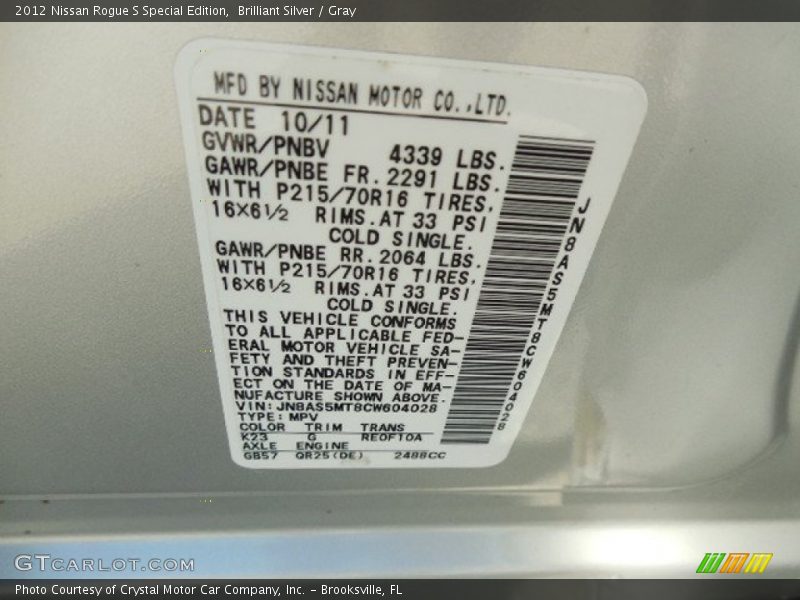 2012 Nissan Rogue S Special Edition,  Brilliant Silver / Gray
MFD BY NISSAN MOTOR CO.,LTD.
DATE 10/11
GVWR/PNBV 4339 LBS.
GAWR/PNBE FR. 2291 LBS.
WITH P215/70R16 TIRES,
16×6½ RIMS. AT 33 PSI
COLD SINGLE.
GAWR/PNBE RR. 2064 LBS.
WITH P215/70R16 TIRES,
16×6½ RIMS. AT 33 PSI
COLD SINGLE.
THIS VEHICLE CONFORMS
TO ALL APPLICABLE FED-
ERAL MOTOR VEHICLE SA-
FETY AND THEFT PREVEN-
TION STANDARDS IN EFF-
ECT ON THE DATE OF MA-
NUFACTURE SHOWN ABOVE.
VIN: JN8AS5MT8CW604028
TYPE: MPV
COLOR TRIM TRANS
K23 G RE0F10A
AXLE ENGINE
GB57 QR25(DE) 2488CC
JN8AS5MT8CW604028
GTCARLOT.COM
Photo Courtesy of Crystal Motor Car Company, Inc. – Brooksville, FL